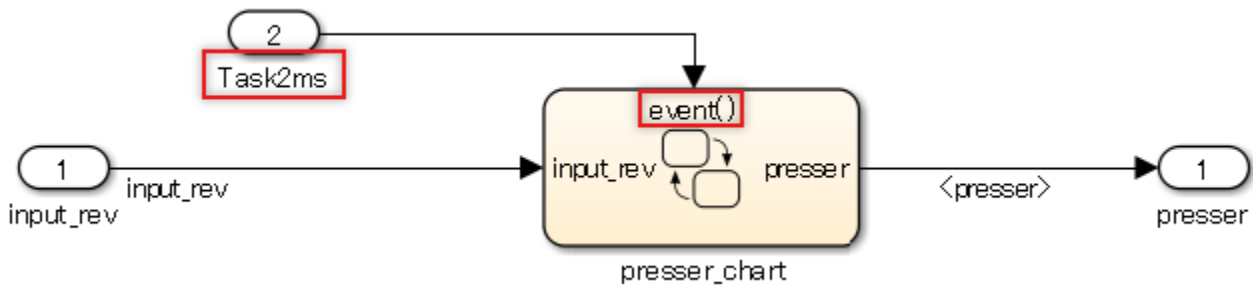 2
Task2ms
event()
1
input_rev
input_rev
input_rev
presser
<presser>
1
presser
presser_chart